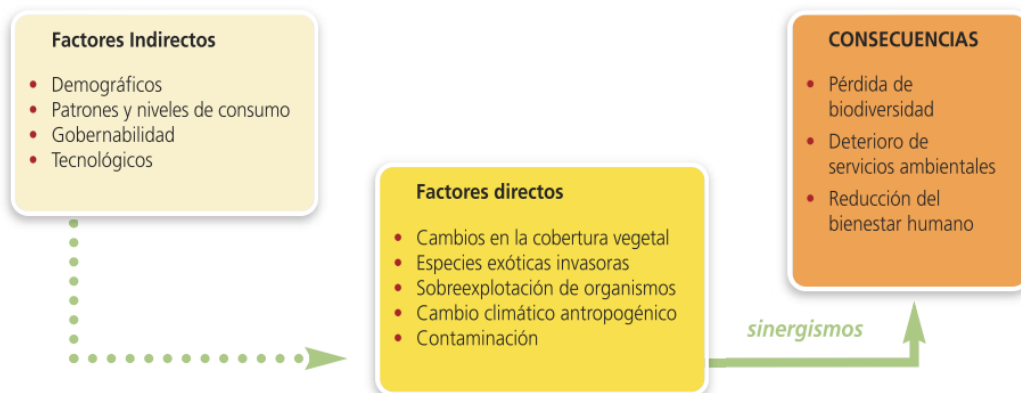 Factores Indirectos
• Demográficos
• Patrones y niveles de consumo
• Gobernabilidad
• Tecnológicos
Factores directos
• Cambios en la cobertura vegetal
• Especies exóticas invasoras
• Sobreexplotación de organismos
• Cambio climático antropogénico
• Contaminación
sinergismos
CONSECUENCIAS
• Pérdida de
biodiversidad
• Deterioro de
servicios ambientales
• Reducción del
bienestar humano